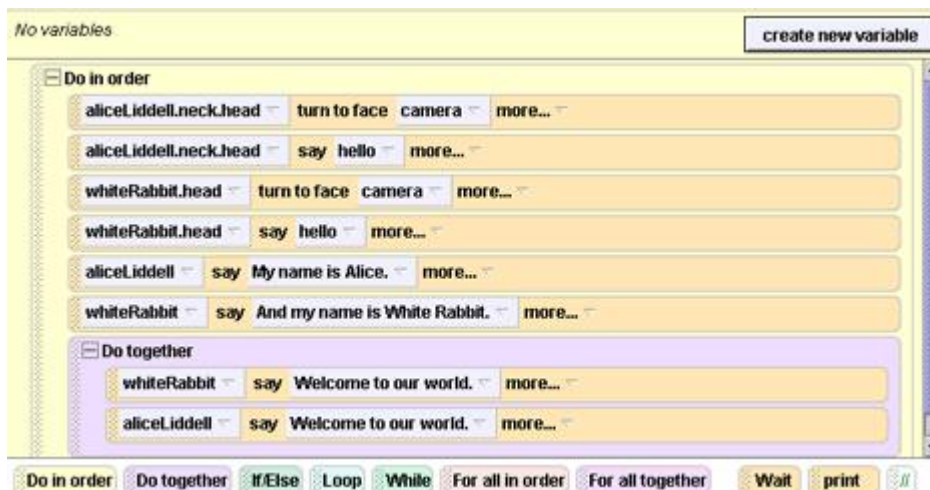 No variables
create new variable
Do in order
aliceLiddell.neck.head turn to face camera more...
aliceLiddell.neck.head say hello more...
whiteRabbit.head turn to face camera more...
whiteRabbit.head say hello more...
aliceLiddell say My name is Alice. more...
whiteRabbit say And my name is White Rabbit. more...
Do together
whiteRabbit say Welcome to our world. more...
aliceLiddell say Welcome to our world. more...
Do in order Do together If/Else Loop While For all in order For all together Wait print //